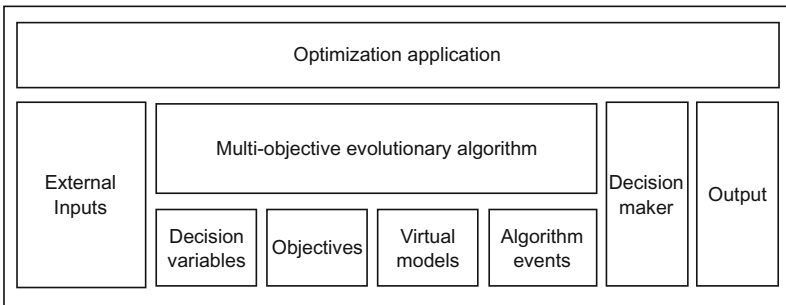 Optimization application
External
Inputs
Multi-objective evolutionary algorithm
Decision
variables
Objectives
Virtual
models
Algorithm
events
Decision
maker
Output